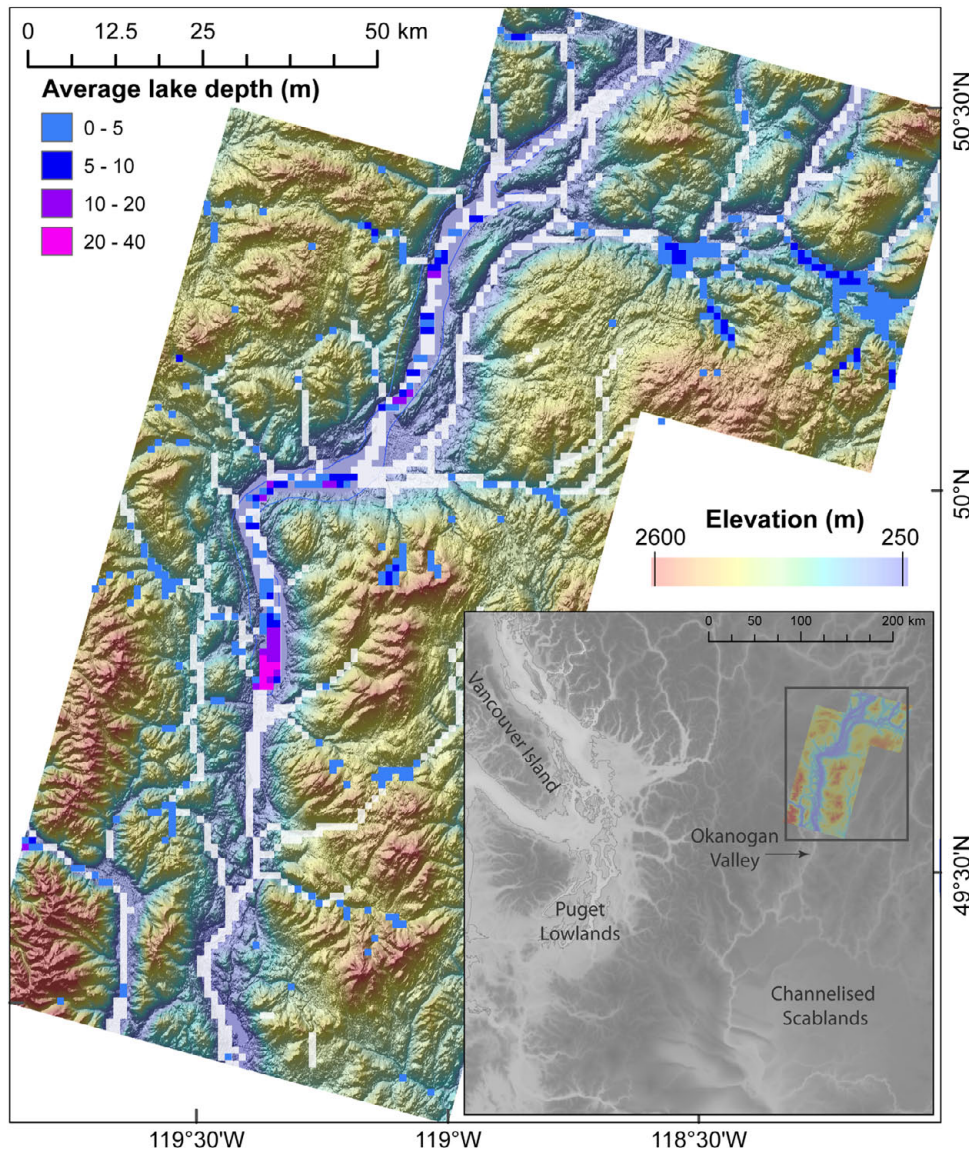 0 12.5 25 50 km
Average lake depth (m)
0 - 5
5 - 10
10 - 20
20 - 40
50°30'N
50°N
Elevation (m)
2600 250
0 50 100 150 200 km
Vancouver Island
Okanogan
Valley
49°30'N
Puget
Lowlands
Channelised
Scablands
119°30'W 119°W 118°30'W